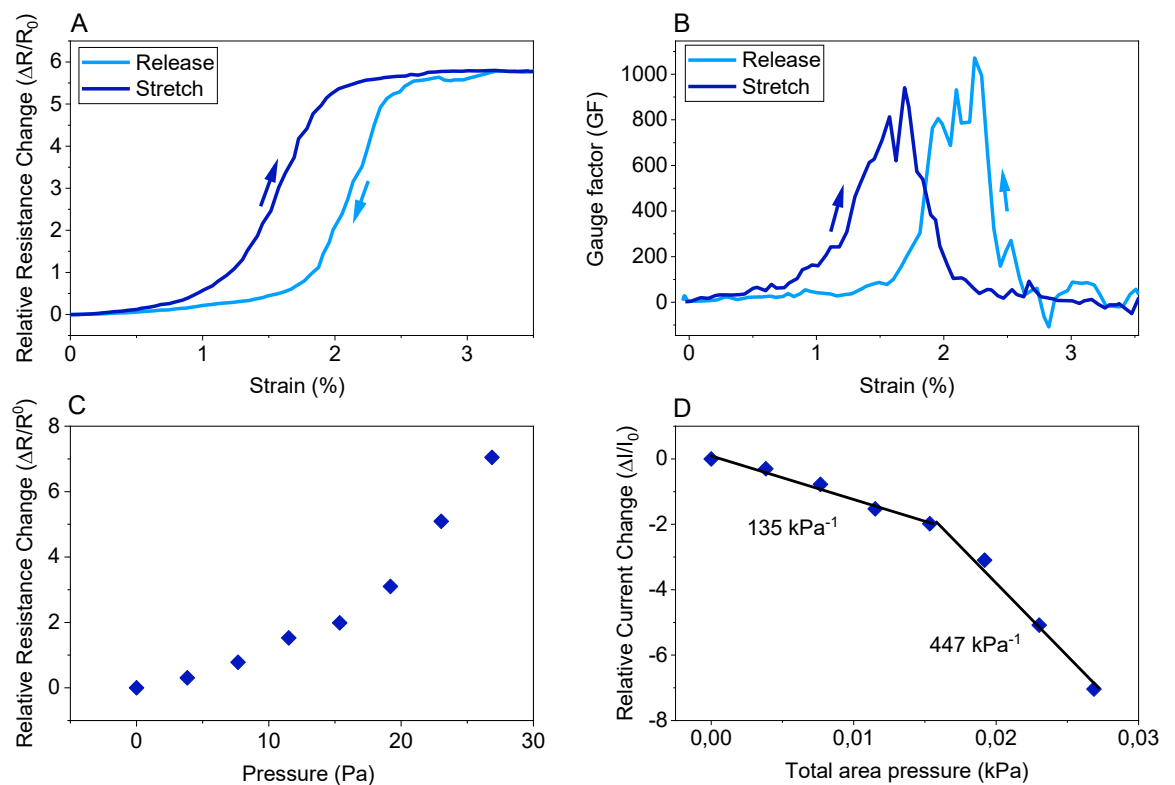 A
Relative Resistance Change (ΔR/R0)
6
5
4
3
2
1
0
Release
Stretch
0 1 2 3
Strain (%)
B
Gauge factor (GF)
1000
800
600
400
200
0
Release
Stretch
0 1 2 3
Strain (%)
C
Relative Resistance Change (ΔR/R⁰)
8
6
4
2
0
0 10 20 30
Pressure (Pa)
D
Relative Current Change (ΔI/I₀)
0
-2
-4
-6
-8
135 kPa⁻¹
447 kPa⁻¹
0,00 0,01 0,02 0,03
Total area pressure (kPa)